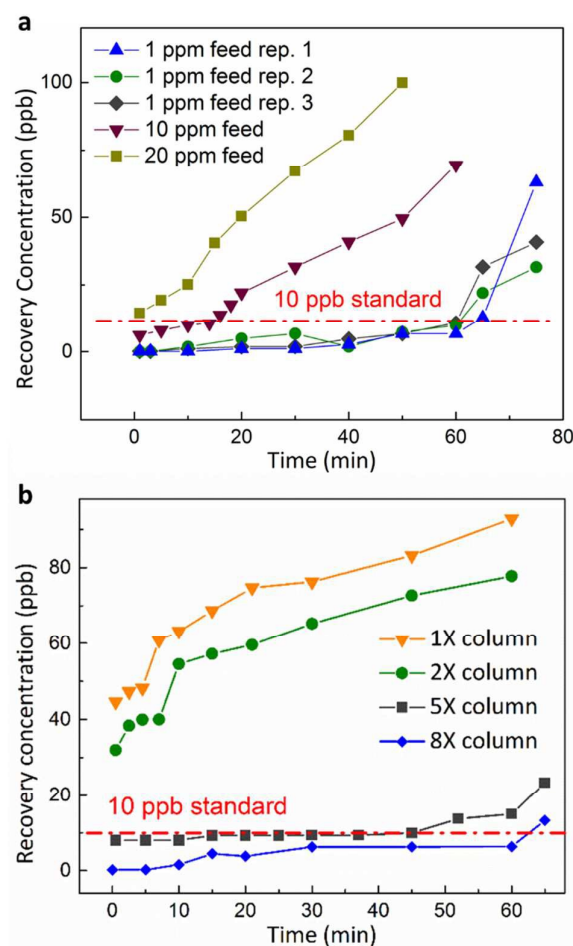 a
1 ppm feed rep. 1
1 ppm feed rep. 2
1 ppm feed rep. 3
10 ppm feed
20 ppm feed
100
50
0
Recovery Concentration (ppb)
10 ppb standard
0 20 40 60 80
Time (min)
b
80
60
40
20
0
Recovery concentration (ppb)
1X column
2X column
5X column
8X column
10 ppb standard
0 10 20 30 40 50 60
Time (min)